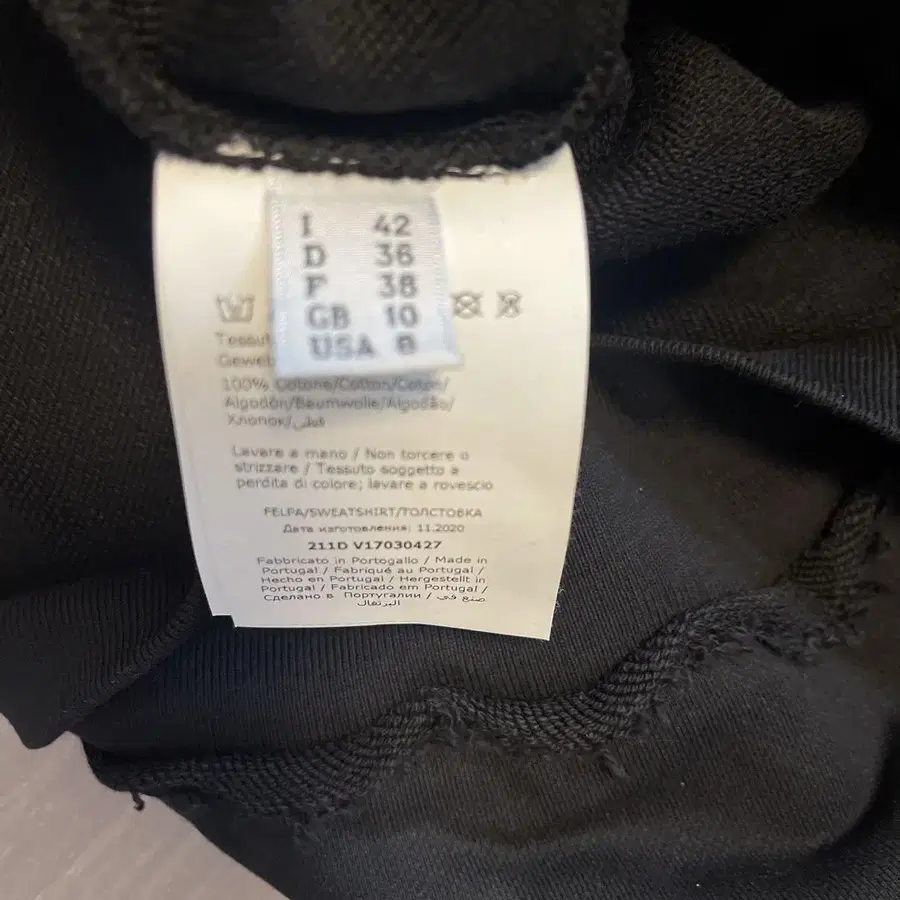 I 42
D 36
F 38
GB 10
USA 8
100% Cotone/Cotton/Coton/
Algodón/Baumwolle/Algodão/
Хлопок/قطن
Lavare a mano / Non torcere o
strizzare / Tessuto soggetto a
perdita di colore; lavare a rovescio
FELPA/SWEATSHIRT/ТОЛСТОВКА
Дата изготовления: 11.2020
211D V17030427
Fabbricato in Portogallo / Made in
Portugal / Fabriqué au Portugal /
Hecho en Portugal / Hergestellt in
Portugal / Fabricado em Portugal /
Сделано в Португалии / صنع في
البرتغال